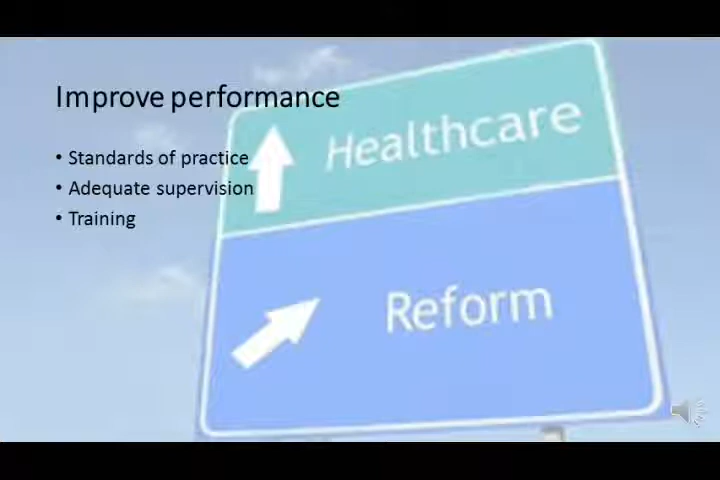 Improve performance
• Standards of practice
• Adequate supervision
• Training
Healthcare
Reform